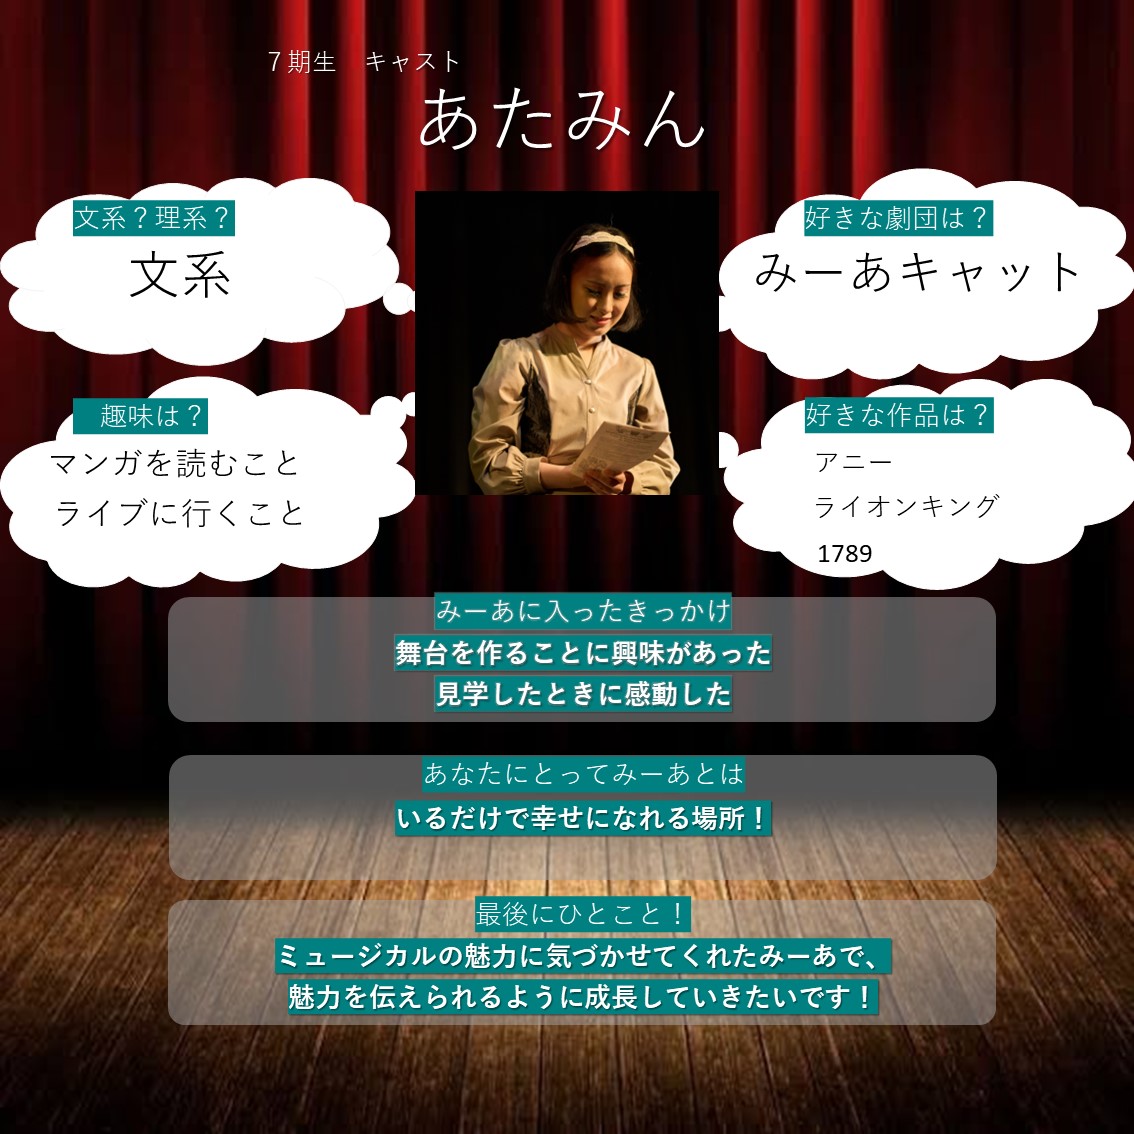 ７期生　キャスト
あたみん
文系？理系？
文系
好きな劇団は？
みーあキャット
趣味は？
マンガを読むこと
ライブに行くこと
好きな作品は？
アニー
ライオンキング
1789
みーあに入ったきっかけ
舞台を作ることに興味があった
見学したときに感動した
あなたにとってみーあとは
いるだけで幸せになれる場所！
最後にひとこと！
ミュージカルの魅力に気づかせてくれたみーあで、
魅力を伝えられるように成長していきたいです！